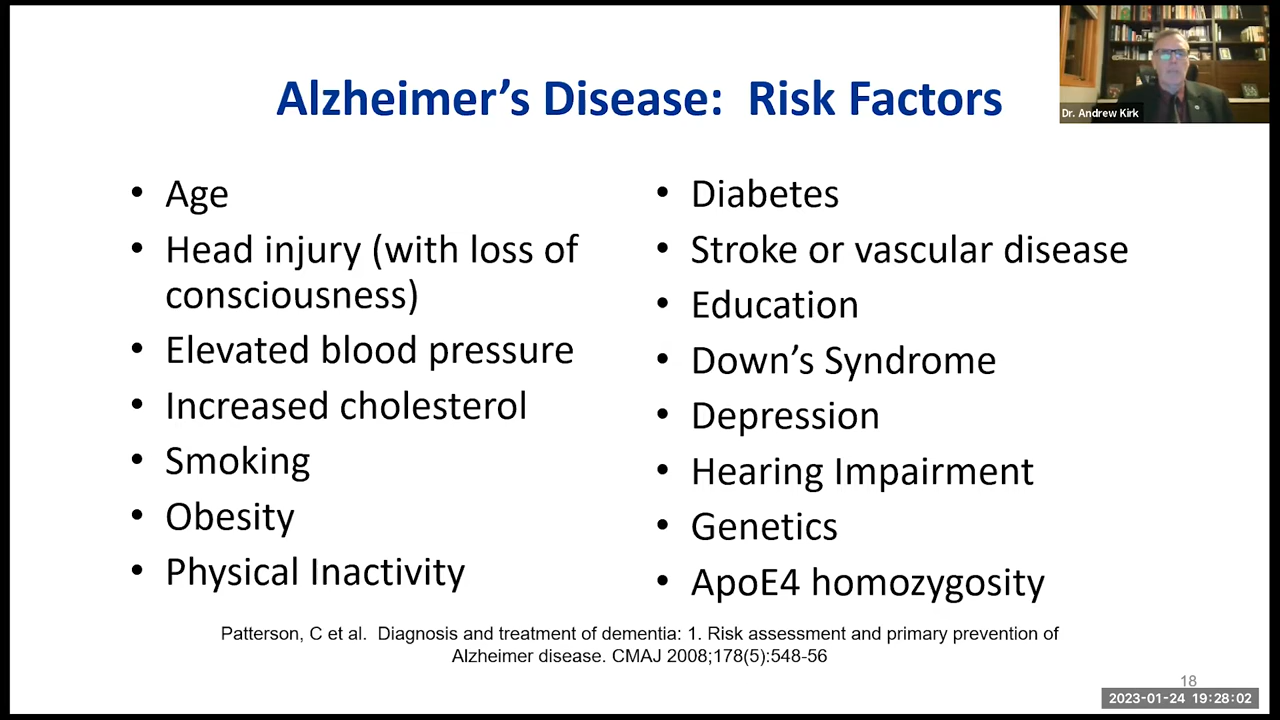 Alzheimer’s Disease:  Risk Factors
Dr. Andrew Kirk
• Age
• Head injury (with loss of
consciousness)
• Elevated blood pressure
• Increased cholesterol
• Smoking
• Obesity
• Physical Inactivity
• Diabetes
• Stroke or vascular disease
• Education
• Down’s Syndrome
• Depression
• Hearing Impairment
• Genetics
• ApoE4 homozygosity
Patterson, C et al.  Diagnosis and treatment of dementia: 1. Risk assessment and primary prevention of
Alzheimer disease. CMAJ 2008;178(5):548-56
18
2023-01-24 19:28:02